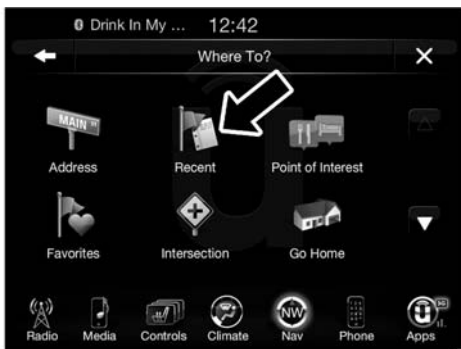 Drink In My ... 12:42
Where To?
MAIN ST
Address Recent Point of Interest
Favorites Intersection Go Home
NW
Radio Media Controls Climate Nav Phone Apps